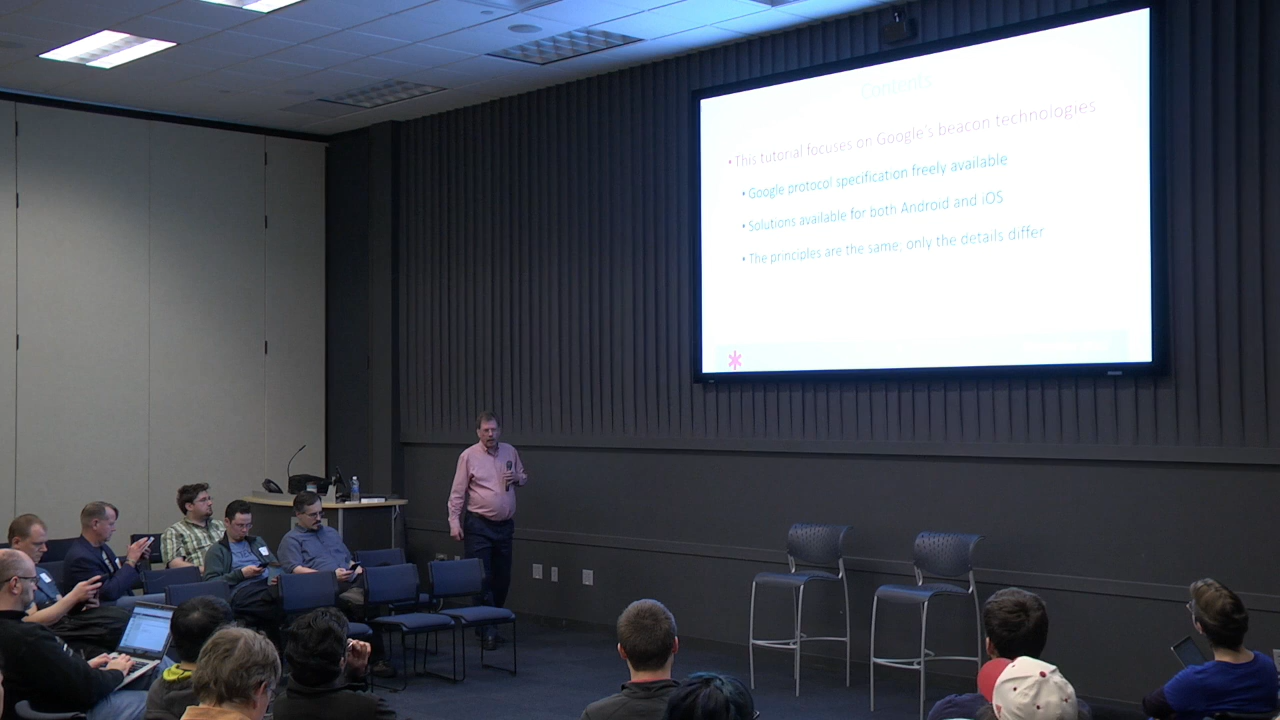 Contents
• This tutorial focuses on Google's beacon technologies
• Google protocol specification freely available
• Solutions available for both Android and iOS
• The principles are the same; only the details differ